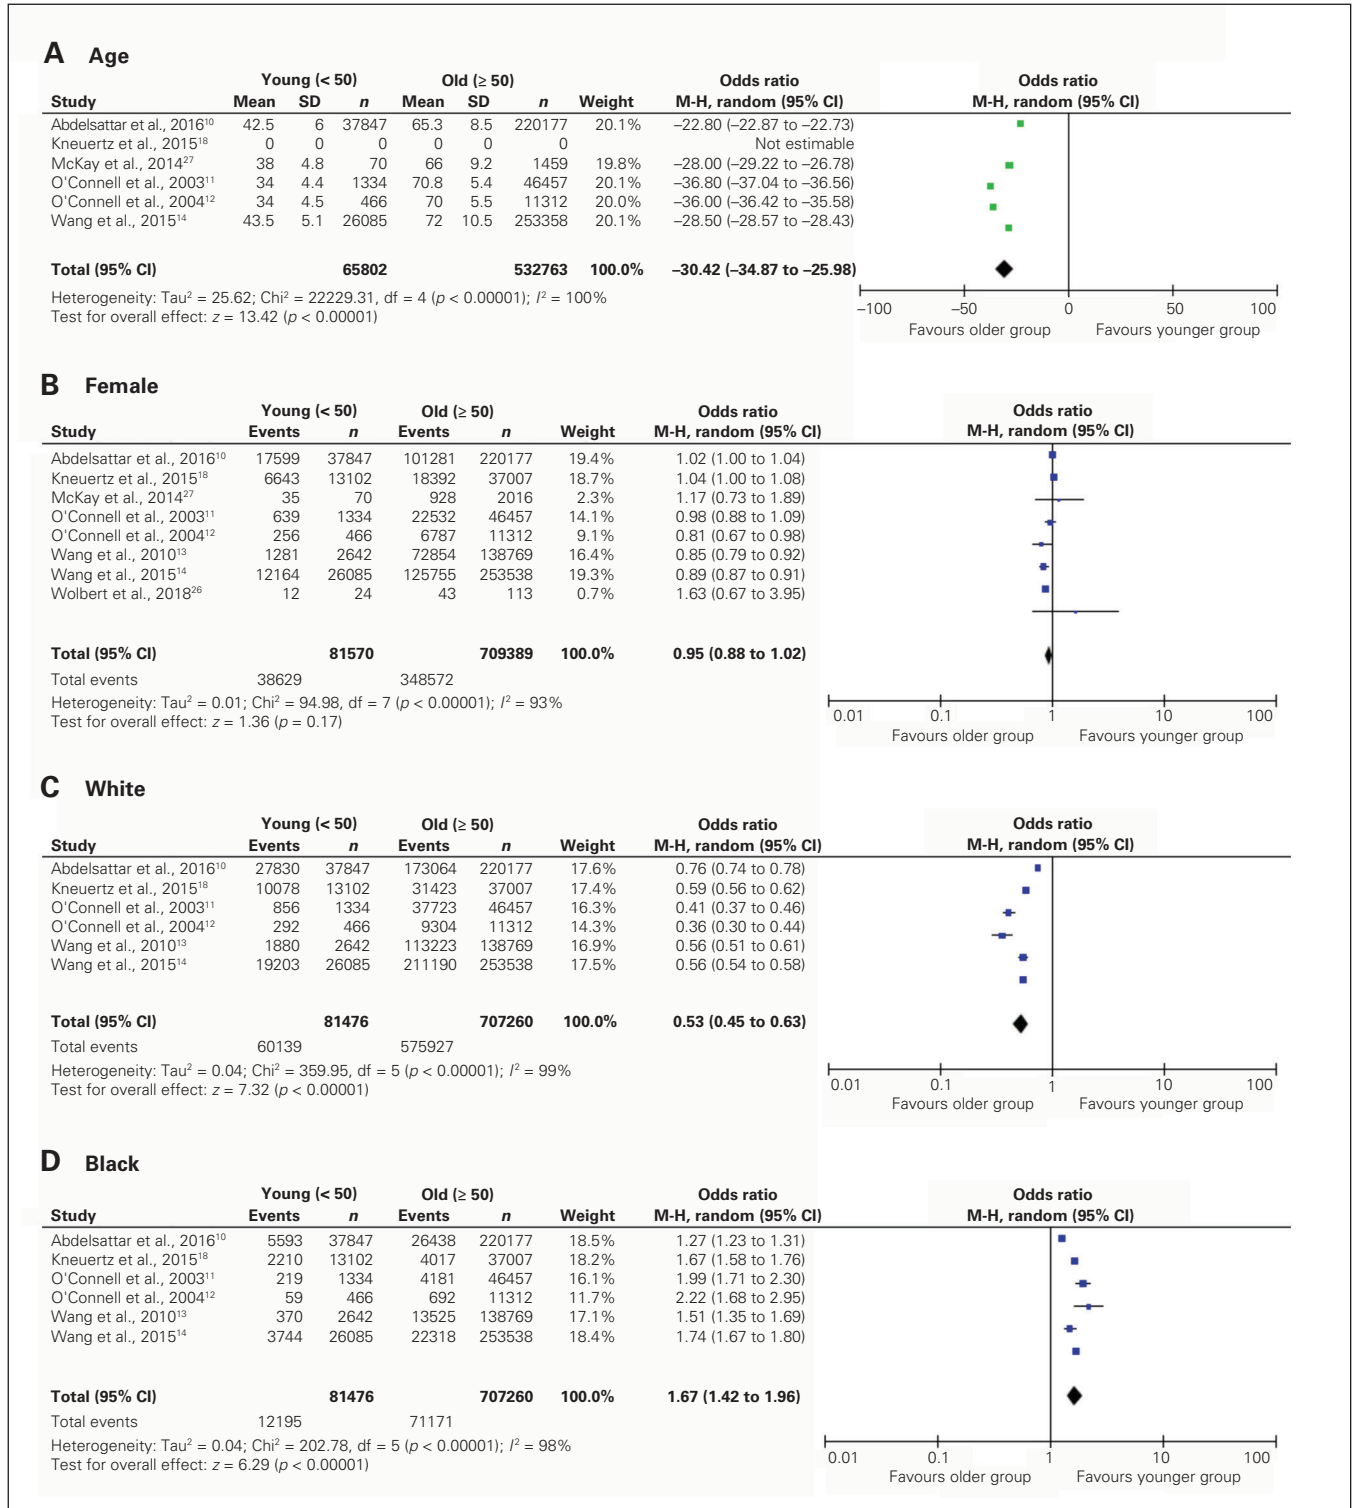 A Age
Young (< 50) Old (≥ 50) Odds ratio Odds ratio
Study Mean SD n Mean SD n Weight M-H, random (95% CI) M-H, random (95% CI)
Abdelsattar et al., 2016¹⁰ 42.5 6 37847 65.3 8.5 220177 20.1% –22.80 (–22.87 to –22.73)
Kneuertz et al., 2015¹⁸ 0 0 0 0 0 0 Not estimable
McKay et al., 2014²⁷ 38 4.8 70 66 9.2 1459 19.8% –28.00 (–29.22 to –26.78)
O'Connell et al., 2003¹¹ 34 4.4 1334 70.8 5.4 46457 20.1% –36.80 (–37.04 to –36.56)
O'Connell et al., 2004¹² 34 4.5 466 70 5.5 11312 20.0% –36.00 (–36.42 to –35.58)
Wang et al., 2015¹⁴ 43.5 5.1 26085 72 10.5 253358 20.1% –28.50 (–28.57 to –28.43)
Total (95% CI) 65802 532763 100.0% –30.42 (–34.87 to –25.98)
Heterogeneity: Tau² = 25.62; Chi² = 22229.31, df = 4 (p < 0.00001); I² = 100%
Test for overall effect: z = 13.42 (p < 0.00001)
–100 –50 0 50 100
Favours older group Favours younger group
B Female
Young (< 50) Old (≥ 50) Odds ratio Odds ratio
Study Events n Events n Weight M-H, random (95% CI) M-H, random (95% CI)
Abdelsattar et al., 2016¹⁰ 17599 37847 101281 220177 19.4% 1.02 (1.00 to 1.04)
Kneuertz et al., 2015¹⁸ 6643 13102 18392 37007 18.7% 1.04 (1.00 to 1.08)
McKay et al., 2014²⁷ 35 70 928 2016 2.3% 1.17 (0.73 to 1.89)
O'Connell et al., 2003¹¹ 639 1334 22532 46457 14.1% 0.98 (0.88 to 1.09)
O'Connell et al., 2004¹² 256 466 6787 11312 9.1% 0.81 (0.67 to 0.98)
Wang et al., 2010¹³ 1281 2642 72854 138769 16.4% 0.85 (0.79 to 0.92)
Wang et al., 2015¹⁴ 12164 26085 125755 253538 19.3% 0.89 (0.87 to 0.91)
Wolbert et al., 2018²⁶ 12 24 43 113 0.7% 1.63 (0.67 to 3.95)
Total (95% CI) 81570 709389 100.0% 0.95 (0.88 to 1.02)
Total events 38629 348572
Heterogeneity: Tau² = 0.01; Chi² = 94.98, df = 7 (p < 0.00001); I² = 93%
Test for overall effect: z = 1.36 (p = 0.17)
0.01 0.1 1 10 100
Favours older group Favours younger group
C White
Young (< 50) Old (≥ 50) Odds ratio Odds ratio
Study Events n Events n Weight M-H, random (95% CI) M-H, random (95% CI)
Abdelsattar et al., 2016¹⁰ 27830 37847 173064 220177 17.6% 0.76 (0.74 to 0.78)
Kneuertz et al., 2015¹⁸ 10078 13102 31423 37007 17.4% 0.59 (0.56 to 0.62)
O'Connell et al., 2003¹¹ 856 1334 37723 46457 16.3% 0.41 (0.37 to 0.46)
O'Connell et al., 2004¹² 292 466 9304 11312 14.3% 0.36 (0.30 to 0.44)
Wang et al., 2010¹³ 1880 2642 113223 138769 16.9% 0.56 (0.51 to 0.61)
Wang et al., 2015¹⁴ 19203 26085 211190 253538 17.5% 0.56 (0.54 to 0.58)
Total (95% CI) 81476 707260 100.0% 0.53 (0.45 to 0.63)
Total events 60139 575927
Heterogeneity: Tau² = 0.04; Chi² = 359.95, df = 5 (p < 0.00001); I² = 99%
Test for overall effect: z = 7.32 (p < 0.00001)
0.01 0.1 1 10 100
Favours older group Favours younger group
D Black
Young (< 50) Old (≥ 50) Odds ratio Odds ratio
Study Events n Events n Weight M-H, random (95% CI) M-H, random (95% CI)
Abdelsattar et al., 2016¹⁰ 5593 37847 26438 220177 18.5% 1.27 (1.23 to 1.31)
Kneuertz et al., 2015¹⁸ 2210 13102 4017 37007 18.2% 1.67 (1.58 to 1.76)
O'Connell et al., 2003¹¹ 219 1334 4181 46457 16.1% 1.99 (1.71 to 2.30)
O'Connell et al., 2004¹² 59 466 692 11312 11.7% 2.22 (1.68 to 2.95)
Wang et al., 2010¹³ 370 2642 13525 138769 17.1% 1.51 (1.35 to 1.69)
Wang et al., 2015¹⁴ 3744 26085 22318 253538 18.4% 1.74 (1.67 to 1.80)
Total (95% CI) 81476 707260 100.0% 1.67 (1.42 to 1.96)
Total events 12195 71171
Heterogeneity: Tau² = 0.04; Chi² = 202.78, df = 5 (p < 0.00001); I² = 98%
Test for overall effect: z = 6.29 (p < 0.00001)
0.01 0.1 1 10 100
Favours older group Favours younger group